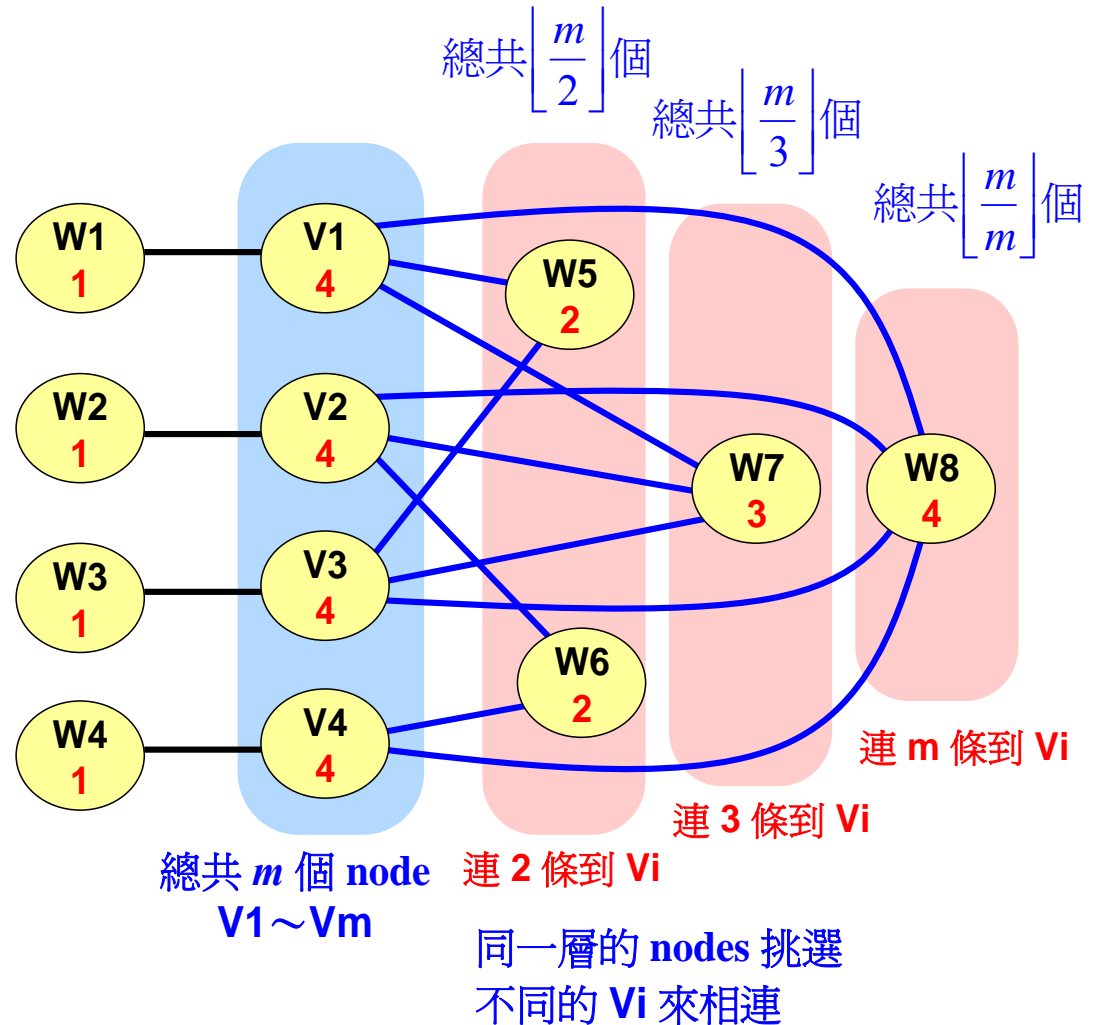 總共⌊m/2⌋個
總共⌊m/3⌋個
總共⌊m/m⌋個
W1
1
V1
4
W5
2
W2
1
V2
4
W7
3
W8
4
W3
1
V3
4
W6
2
W4
1
V4
4
連 m 條到 Vi
連 3 條到 Vi
連 2 條到 Vi
總共 m 個 node
V1～Vm
同一層的 nodes 挑選
不同的 Vi 來相連